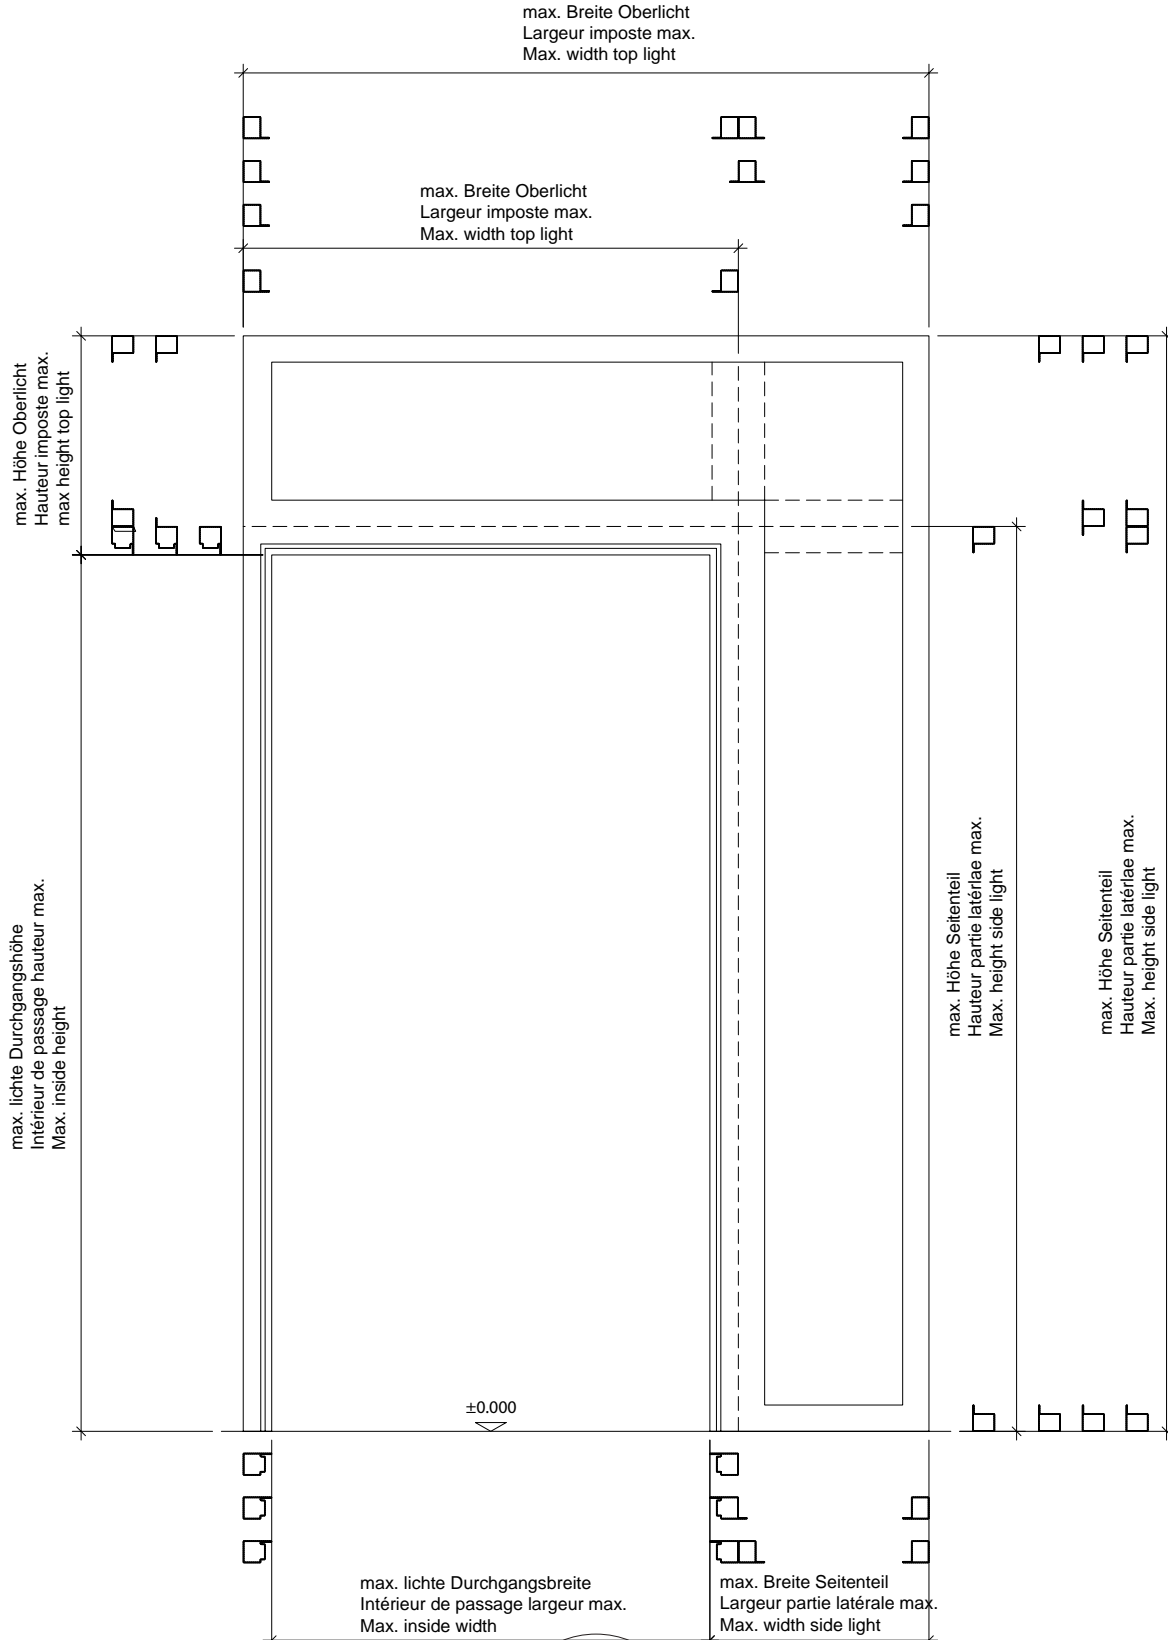 max. Breite Oberlicht
Largeur imposte max.
Max. width top light
max. Breite Oberlicht
Largeur imposte max.
Max. width top light
max. Höhe Oberlicht
Hauteur imposte max.
max height top light
max. lichte Durchgangshöhe
Intérieur de passage hauteur max.
Max. inside height
max. Höhe Seitenteil
Hauteur partie latérlae max.
Max. height side light
max. Höhe Seitenteil
Hauteur partie latérlae max.
Max. height side light
±0.000
max. lichte Durchgangsbreite
Intérieur de passage largeur max.
Max. inside width
max. Breite Seitenteil
Largeur partie latérale max.
Max. width side light